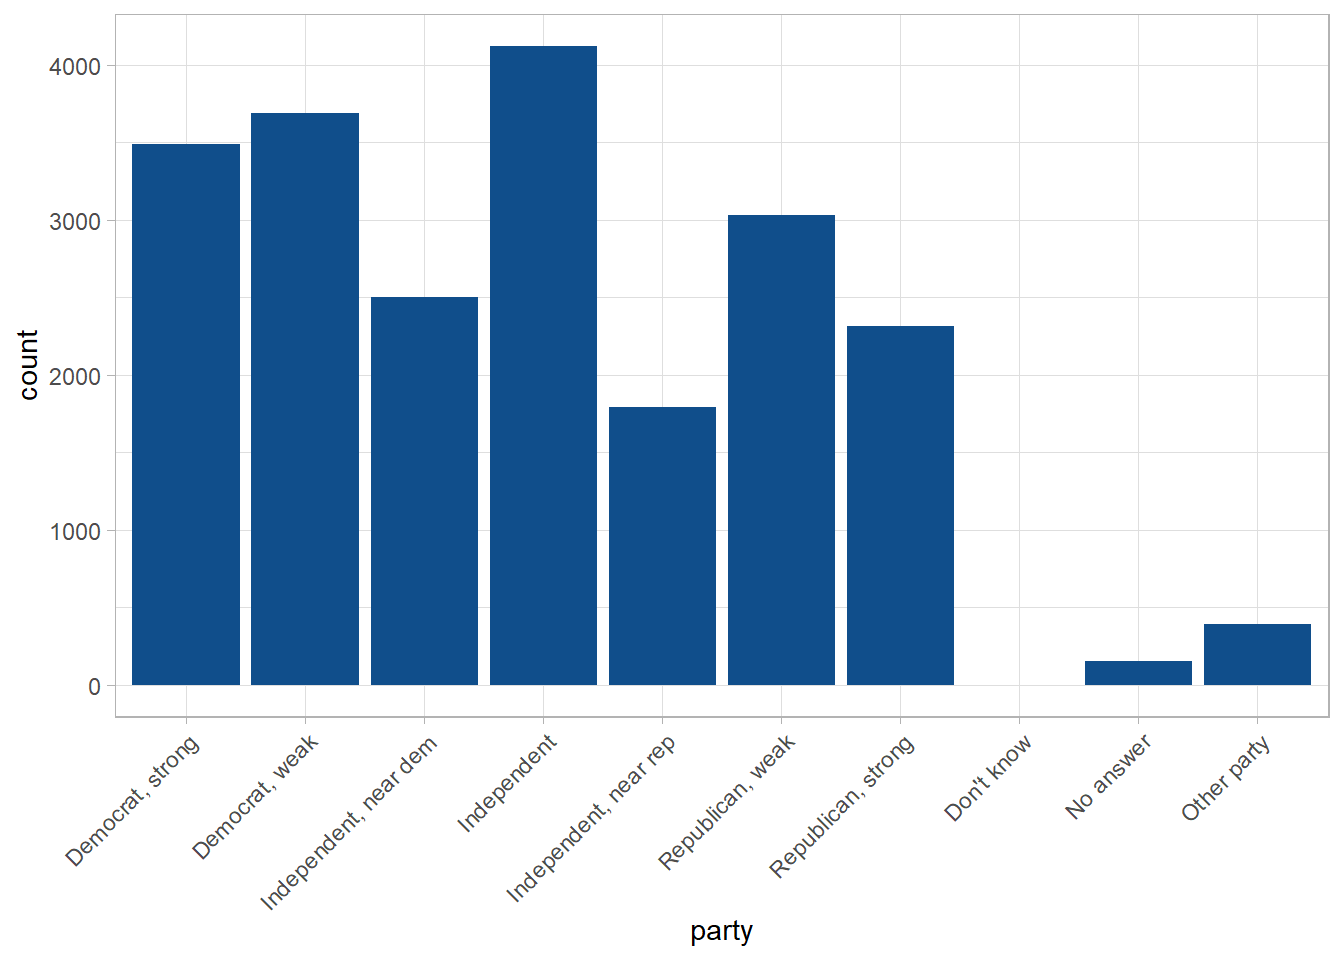 4000
3000
2000
1000
0
count
Democrat, strong
Democrat, weak
Independent, near dem
Independent
Independent, near rep
Republican, weak
Republican, strong
Don't know
No answer
Other party
party